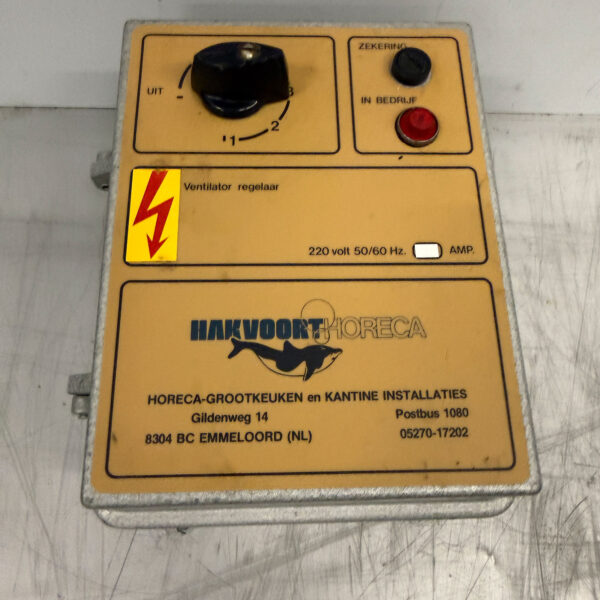 UIT
3
2
1
ZEKERING
IN BEDRIJF
Ventilator regelaar
220 volt 50/60 Hz. AMP.
HAKVOORT HORECA
HORECA-GROOTKEUKEN en KANTINE INSTALLATIES
Gildenweg 14 Postbus 1080
8304 BC EMMELOORD (NL) 05270-17202